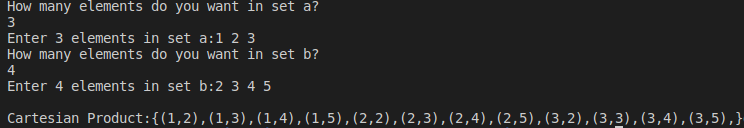 How many elements do you want in set a?
3
Enter 3 elements in set a:1 2 3
How many elements do you want in set b?
4
Enter 4 elements in set b:2 3 4 5
Cartesian Product:{(1,2),(1,3),(1,4),(1,5),(2,2),(2,3),(2,4),(2,5),(3,2),(3,3),(3,4),(3,5),}